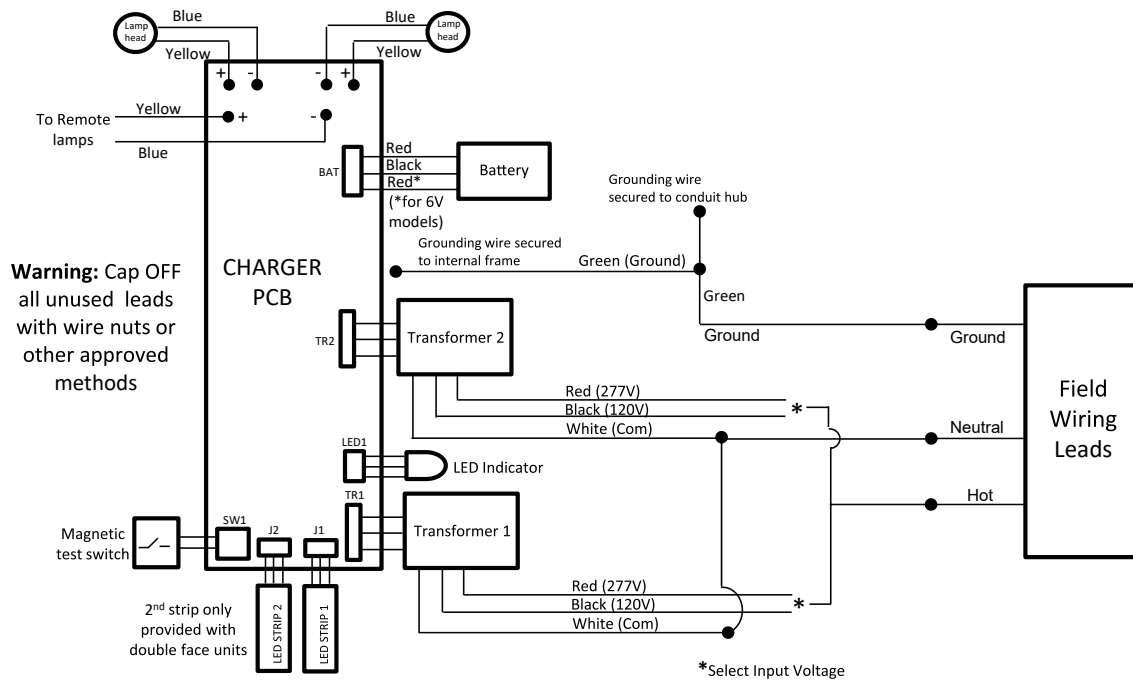 Blue
Lamp
head
Yellow
Blue
Lamp
head
Yellow
+ - - +
To Remote
lamps
Yellow
+
-
Blue
BAT
Red
Black
Red*
(*for 6V
models)
Battery
Grounding wire
secured to conduit hub
Grounding wire secured
to internal frame
Green (Ground)
Green
Ground
Ground
Warning: Cap OFF
all unused leads
with wire nuts or
other approved
methods
CHARGER
PCB
TR2
Transformer 2
Red (277V)
Black (120V)
White (Com)
*
Neutral
Hot
Field
Wiring
Leads
LED1
LED Indicator
TR1
Transformer 1
Magnetic
test switch
SW1
J2
J1
LED STRIP 2
LED STRIP 1
2nd strip only
provided with
double face units
Red (277V)
Black (120V)
White (Com)
*
*Select Input Voltage